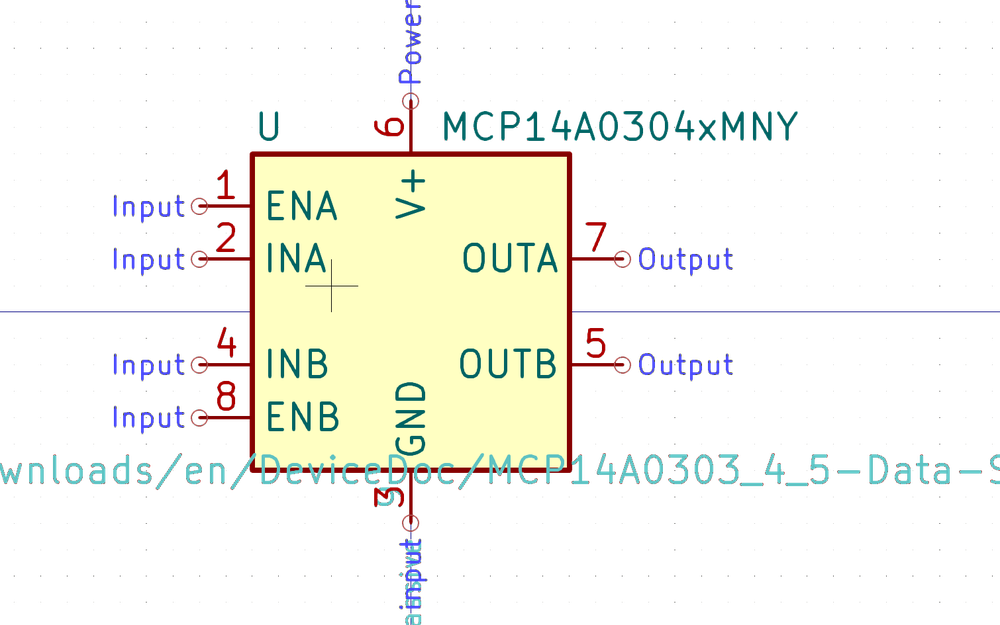 Power
U
6
MCP14A0304xMNY
V+
Input 1 ENA
Input 2 INA
OUTA 7 Output
Input 4 INB
OUTB 5 Output
Input 8 ENB
GND
wnloads/en/DeviceDoc/MCP14A0303_4_5-Data-S
3
input